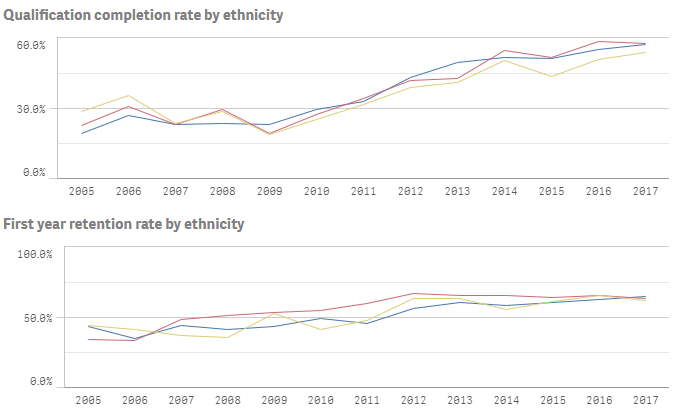 Qualification completion rate by ethnicity
60.0%
30.0%
0.0%
2005 2006 2007 2008 2009 2010 2011 2012 2013 2014 2015 2016 2017
First year retention rate by ethnicity
100.0%
50.0%
0.0%
2005 2006 2007 2008 2009 2010 2011 2012 2013 2014 2015 2016 2017